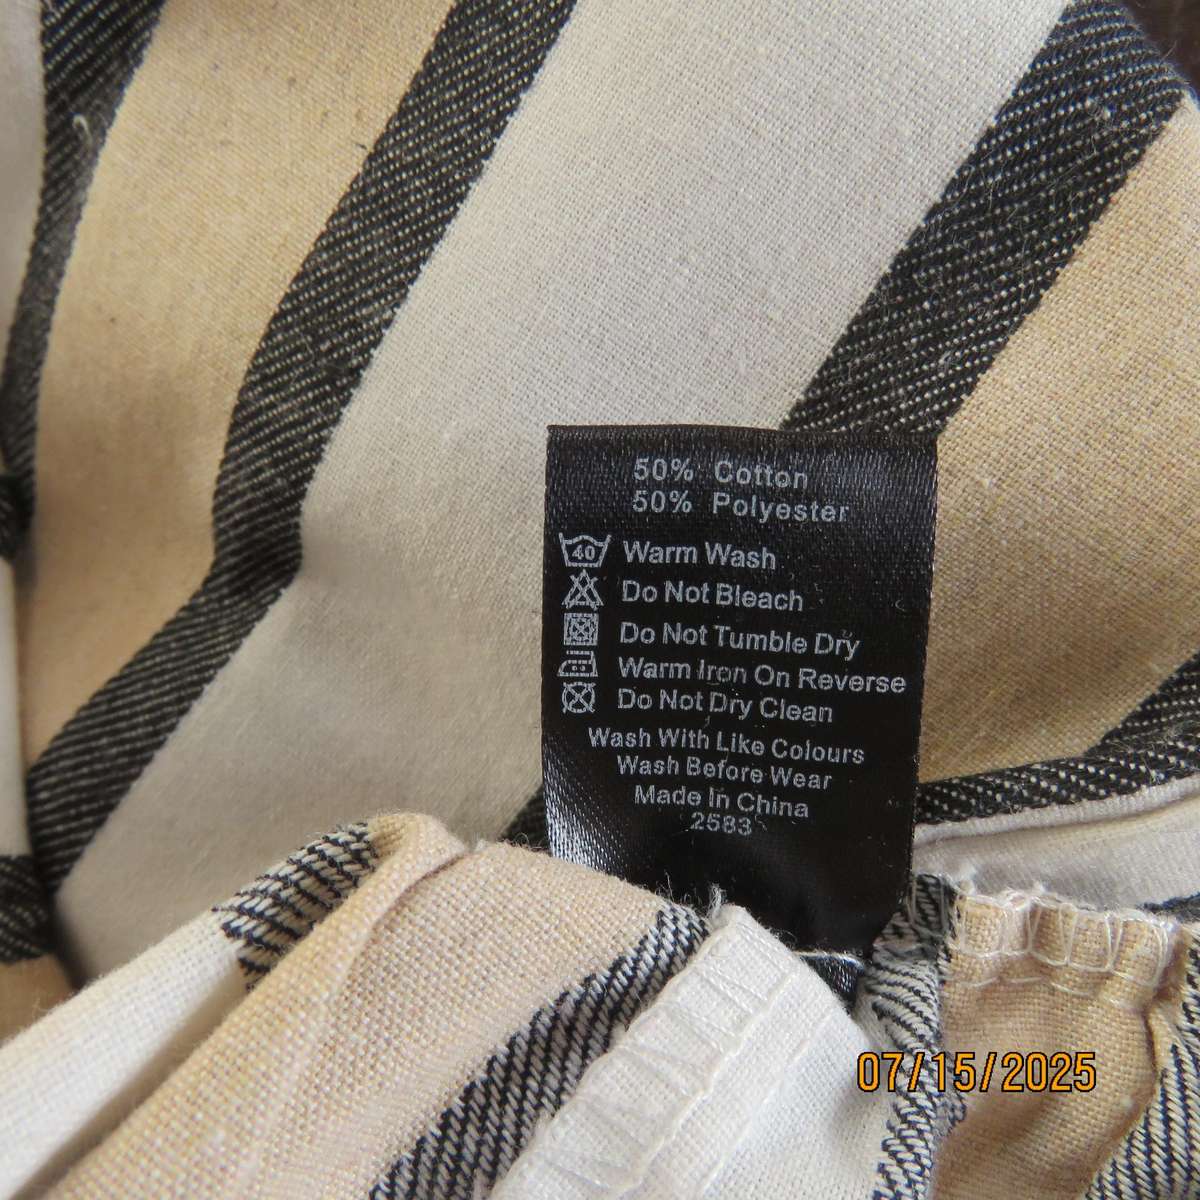 50% Cotton
50% Polyester
40 Warm Wash
Do Not Bleach
Do Not Tumble Dry
Warm Iron On Reverse
Do Not Dry Clean
Wash With Like Colours
Wash Before Wear
Made In China
2583
07/15/2025